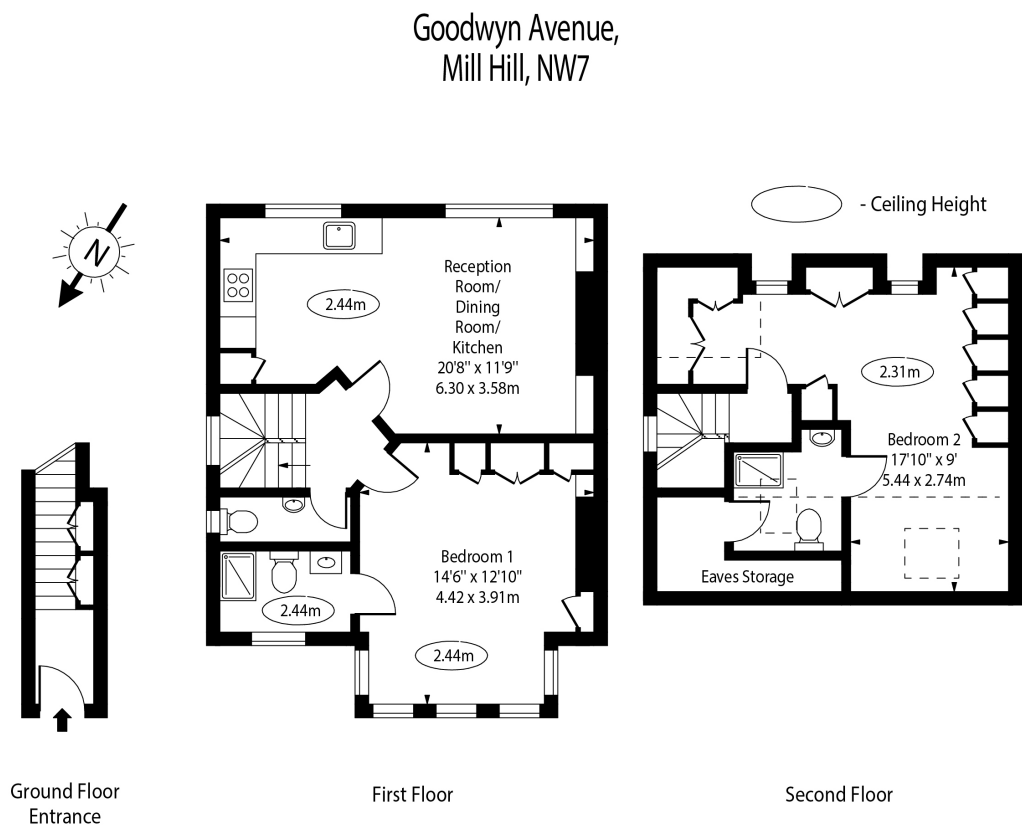 Goodwyn Avenue,
Mill Hill, NW7
- Ceiling Height
N
Reception
Room/
Dining
Room/
Kitchen
20'8" x 11'9"
6.30 x 3.58m
2.44m
2.31m
Bedroom 2
17'10" x 9'
5.44 x 2.74m
Bedroom 1
14'6" x 12'10"
4.42 x 3.91m
2.44m
2.44m
Eaves Storage
Ground Floor
Entrance
First Floor
Second Floor